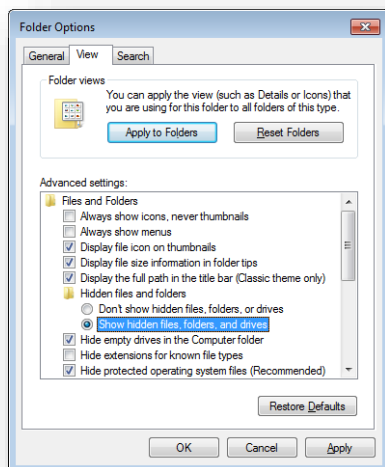 Folder Options
General View Search
Folder views
You can apply the view (such as Details or Icons) that
you are using for this folder to all folders of this type.
Apply to Folders Reset Folders
Advanced settings:
Files and Folders
Always show icons, never thumbnails
Always show menus
Display file icon on thumbnails
Display file size information in folder tips
Display the full path in the title bar (Classic theme only)
Hidden files and folders
Don't show hidden files, folders, or drives
Show hidden files, folders, and drives
Hide empty drives in the Computer folder
Hide extensions for known file types
Hide protected operating system files (Recommended)
Restore Defaults
OK Cancel Apply